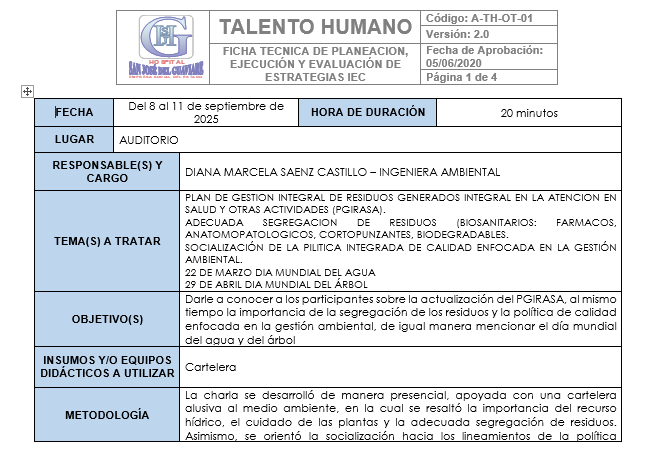 TALENTO HUMANO
FICHA TECNICA DE PLANEACION,
EJECUCIÓN Y EVALUACIÓN DE
ESTRATEGIAS IEC
Código: A-TH-OT-01
Versión: 2.0
Fecha de Aprobación:
05/06/2020
Página 1 de 4
HOSPITAL
SAN JOSÉ DEL GUAVIARE
FECHA
Del 8 al 11 de septiembre de
2025
HORA DE DURACIÓN
20 minutos
LUGAR
AUDITORIO
RESPONSABLE(S) Y
CARGO
DIANA MARCELA SAENZ CASTILLO – INGENIERA AMBIENTAL
TEMA(S) A TRATAR
PLAN DE GESTION INTEGRAL DE RESIDUOS GENERADOS INTEGRAL EN LA ATENCION EN
SALUD Y OTRAS ACTIVIDADES (PGIRASA).
ADECUADA SEGREGACION DE RESIDUOS (BIOSANITARIOS: FARMACOS,
ANATOMOPATOLOGICOS, CORTOPUNZANTES, BIODEGRADABLES.
SOCIALIZACIÓN DE LA PILITICA INTEGRADA DE CALIDAD ENFOCADA EN LA GESTIÓN
AMBIENTAL.
22 DE MARZO DIA MUNDIAL DEL AGUA
29 DE ABRIL DIA MUNDIAL DEL ÁRBOL
OBJETIVO(S)
Darle a conocer a los participantes sobre la actualización del PGIRASA, al mismo
tiempo la importancia de la segregación de los residuos y la política de calidad
enfocada en la gestión ambiental, de igual manera mencionar el día mundial
del agua y del árbol
INSUMOS Y/O EQUIPOS
DIDÁCTICOS A UTILIZAR
Cartelera
METODOLOGÍA
La charla se desarrolló de manera presencial, apoyada con una cartelera
alusiva al medio ambiente, en la cual se resaltó la importancia del recurso
hídrico, el cuidado de las plantas y la adecuada segregación de residuos.
Asimismo, se orientó la socialización hacia los lineamientos de la política